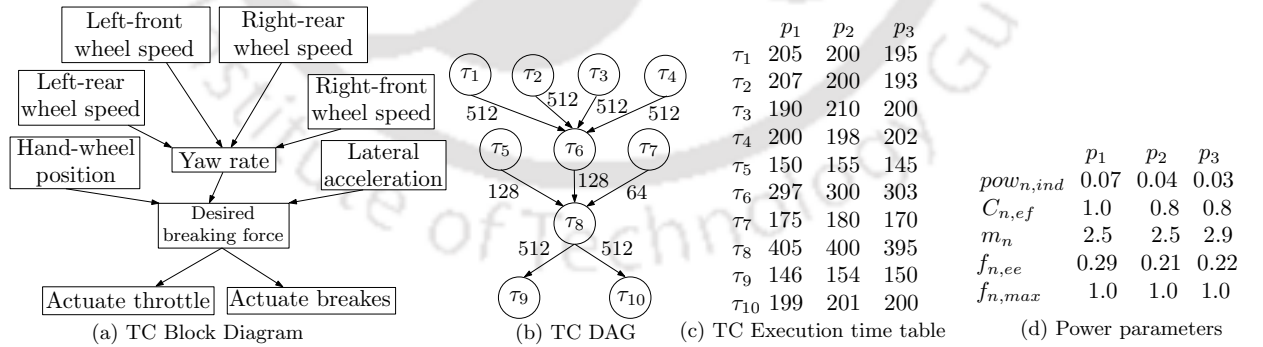 Left-front
wheel speed
Right-rear
wheel speed
Left-rear
wheel speed
Right-front
wheel speed
Hand-wheel
position
Yaw rate
Lateral
acceleration
Desired
breaking force
Actuate throttle
Actuate breakes
(a) TC Block Diagram
τ1 τ2 τ3 τ4
512 512 512 512
τ5 τ6 τ7
128 128 64
τ8
512 512
τ9 τ10
(b) TC DAG
p1 p2 p3
τ1 205 200 195
τ2 207 200 193
τ3 190 210 200
τ4 200 198 202
τ5 150 155 145
τ6 297 300 303
τ7 175 180 170
τ8 405 400 395
τ9 146 154 150
τ10 199 201 200
(c) TC Execution time table
p1 p2 p3
pow n,ind 0.07 0.04 0.03
C n,ef 1.0 0.8 0.8
m n 2.5 2.5 2.9
f n,ee 0.29 0.21 0.22
f n,max 1.0 1.0 1.0
(d) Power parameters
stitute of Technology Gu